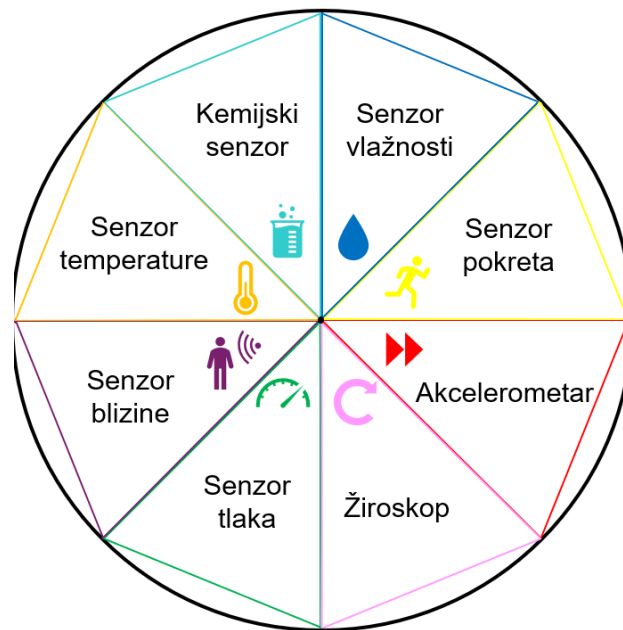 Kemijski
senzor
Senzor
vlažnosti
Senzor
temperature
Senzor
pokreta
Senzor
blizine
Akcelerometar
Senzor
tlaka
Žiroskop